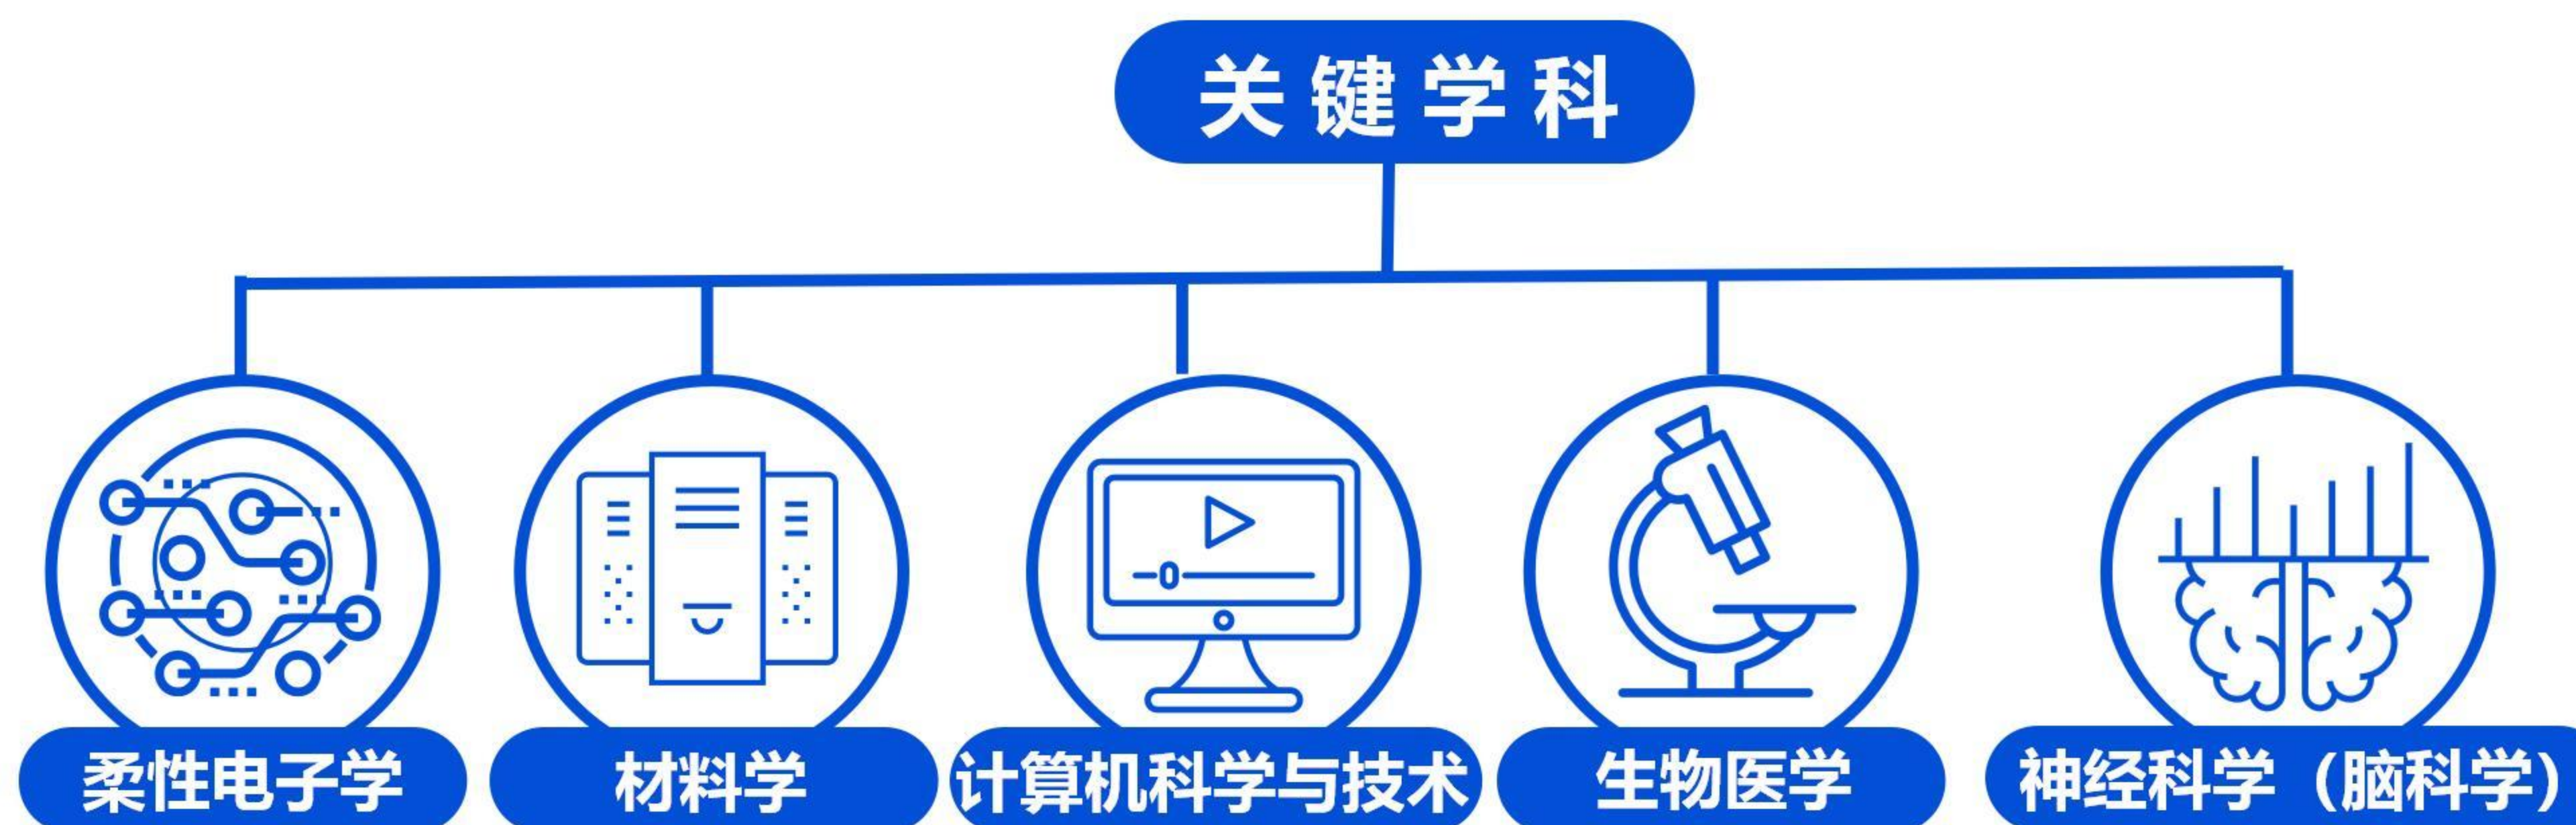 关键学科
柔性电子学
材料学
计算机科学与技术
生物医学
神经科学（脑科学）